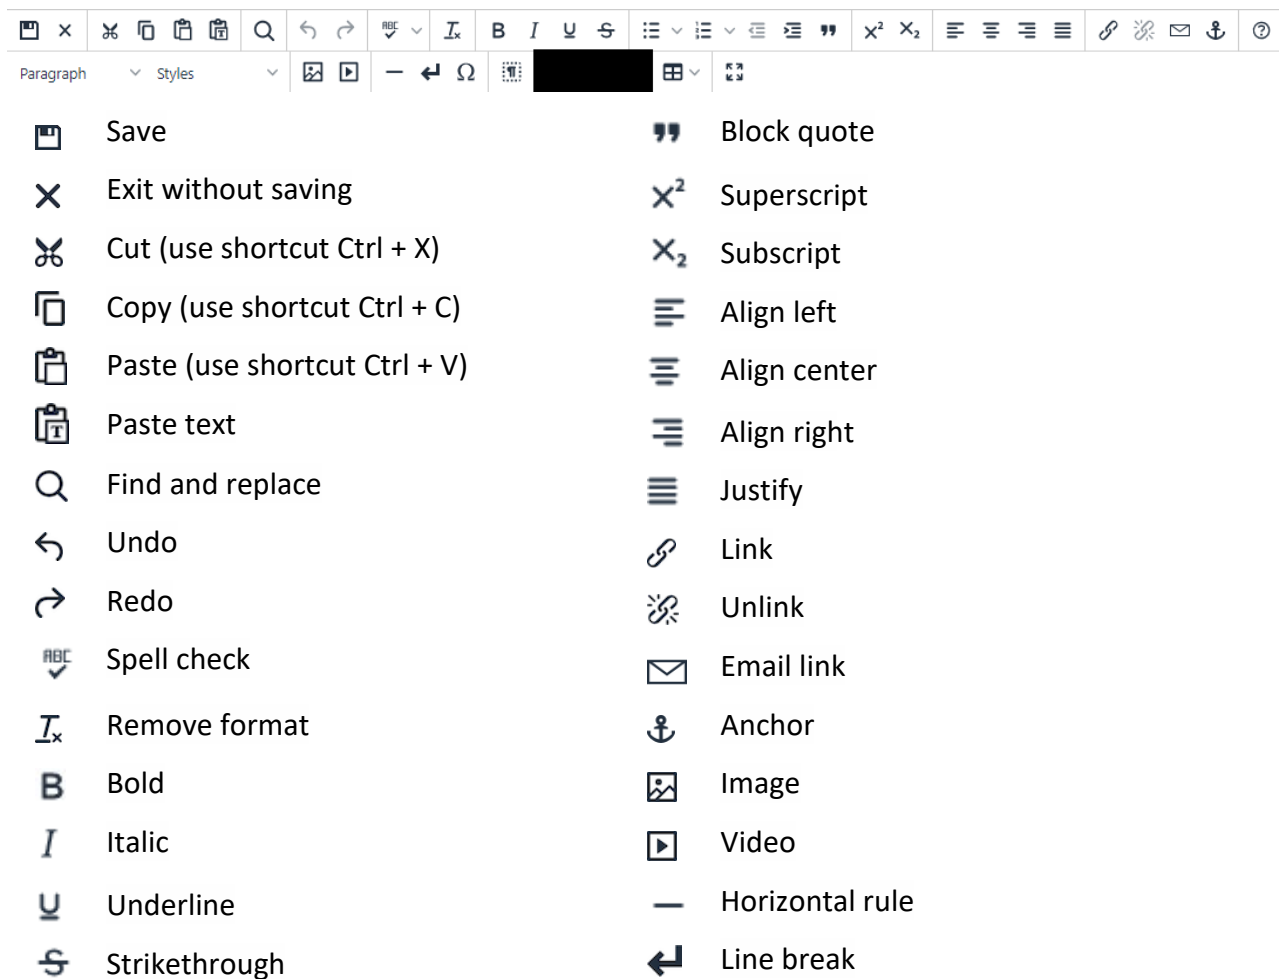 Paragraph Styles
Save
Exit without saving
Cut (use shortcut Ctrl + X)
Copy (use shortcut Ctrl + C)
Paste (use shortcut Ctrl + V)
Paste text
Find and replace
Undo
Redo
Spell check
Remove format
Bold
Italic
Underline
Strikethrough
Block quote
Superscript
Subscript
Align left
Align center
Align right
Justify
Link
Unlink
Email link
Anchor
Image
Video
Horizontal rule
Line break